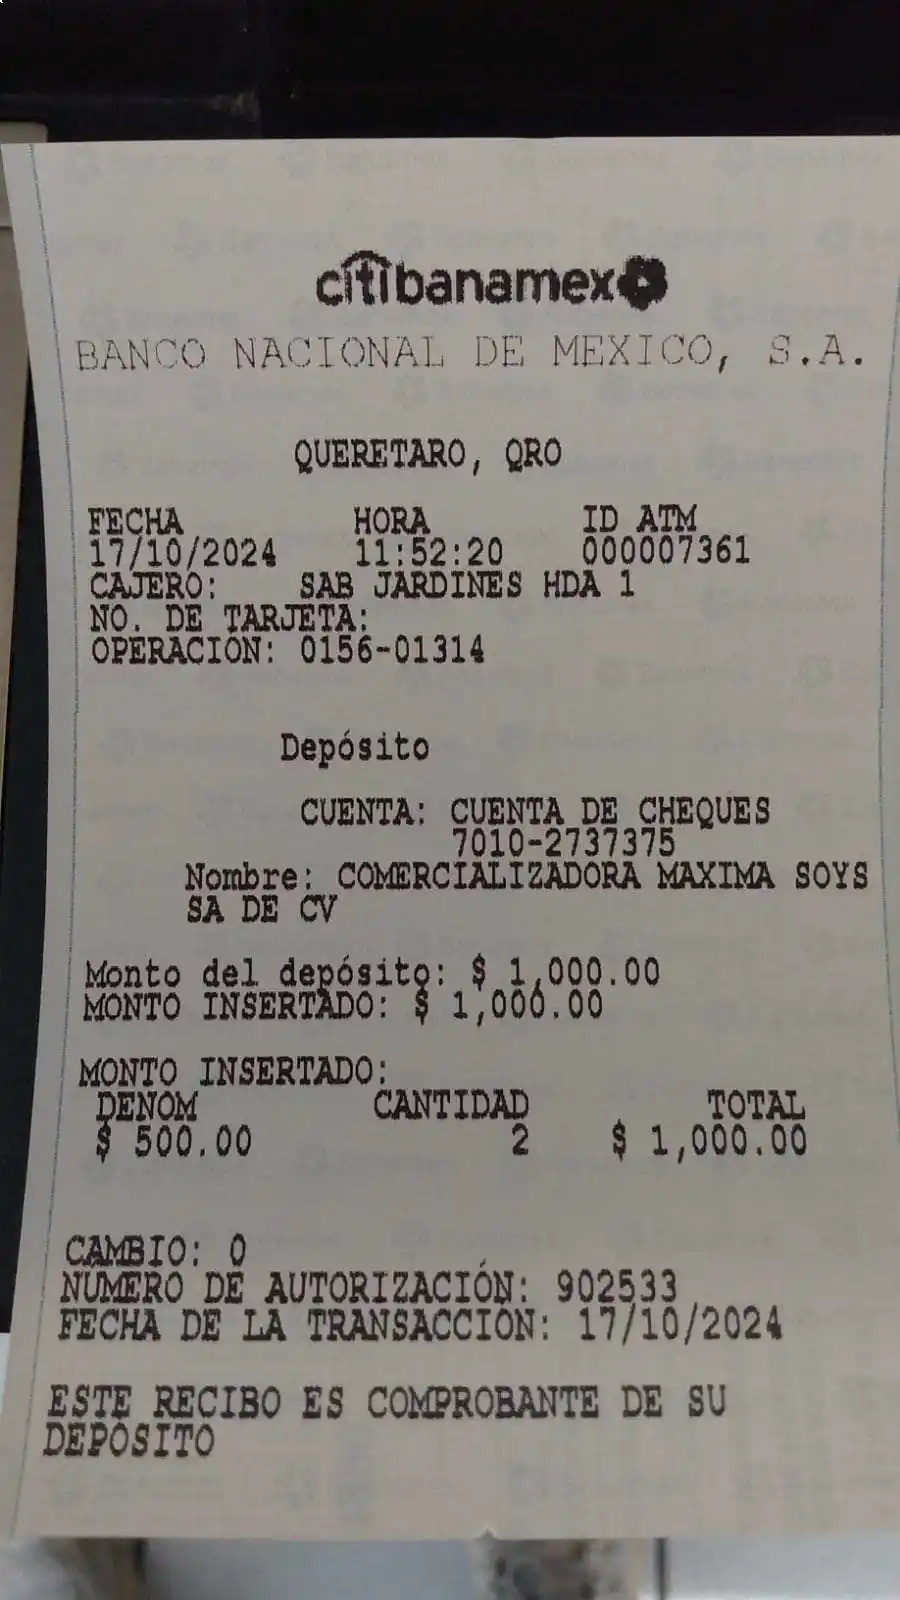 citibanamex
BANCO NACIONAL DE MEXICO, S.A.
QUERETARO, QRO
FECHA HORA ID ATM
17/10/2024 11:52:20 000007361
CAJERO: SAB JARDINES HDA 1
NO. DE TARJETA:
OPERACION: 0156-01314
Depósito
CUENTA: CUENTA DE CHEQUES
7010-2737375
Nombre: COMERCIALIZADORA MAXIMA SOYS
SA DE CV
Monto del depósito: $ 1,000.00
MONTO INSERTADO: $ 1,000.00
MONTO INSERTADO:
DENOM CANTIDAD TOTAL
$ 500.00 2 $ 1,000.00
CAMBIO: 0
NUMERO DE AUTORIZACIÓN: 902533
FECHA DE LA TRANSACCION: 17/10/2024
ESTE RECIBO ES COMPROBANTE DE SU
DEPOSITO